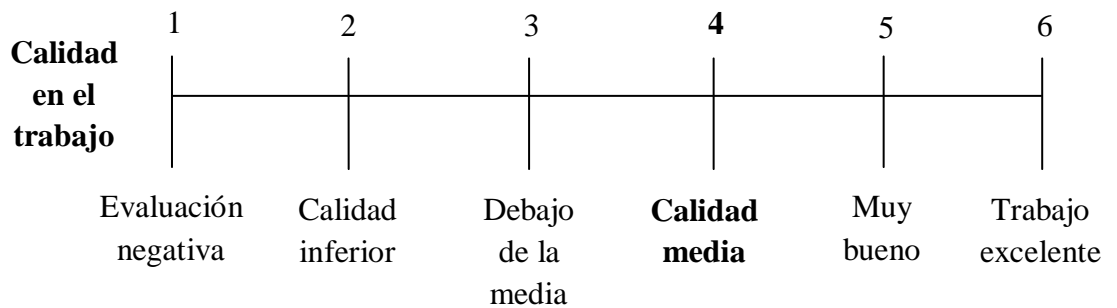 1 2 3 4 5 6
Calidad
en el
trabajo
Evaluación
negativa
Calidad
inferior
Debajo
de la
media
Calidad
media
Muy
bueno
Trabajo
excelente